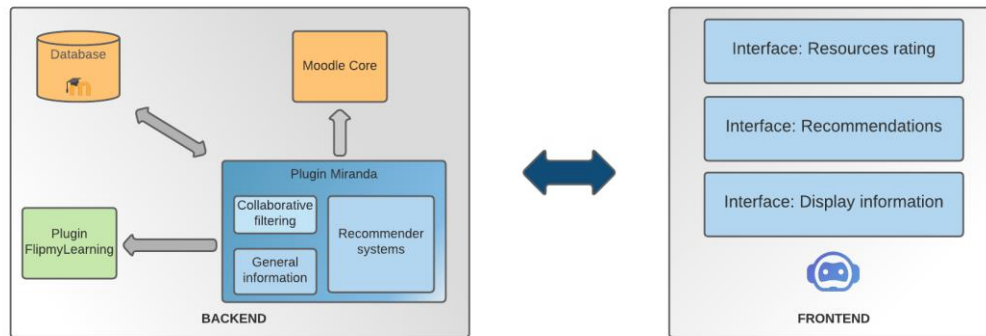 Database
Moodle Core
Plugin Miranda
Collaborative
filtering
Recommender
systems
General
information
Plugin
FlipmyLearning
BACKEND
Interface: Resources rating
Interface: Recommendations
Interface: Display information
FRONTEND